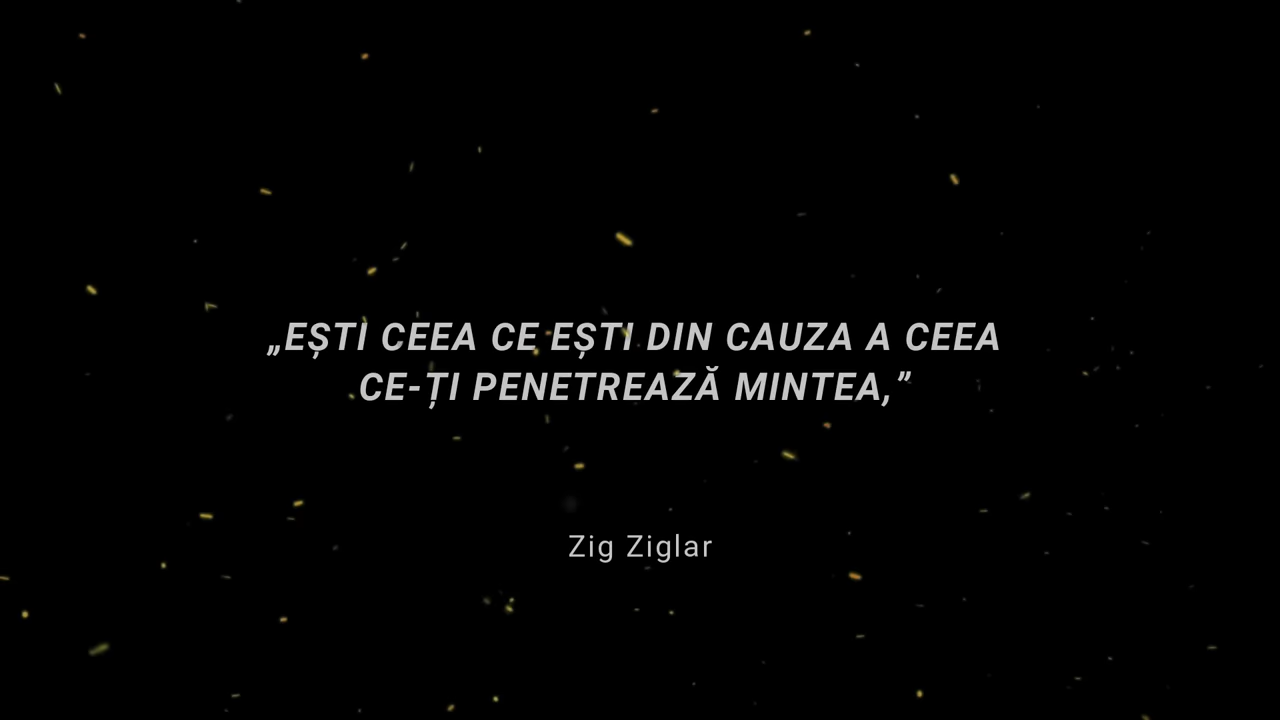 „EȘTI CEEA CE EȘTI DIN CAUZA A CEEA
CE-ȚI PENETREAZĂ MINTEA,”
Zig Ziglar